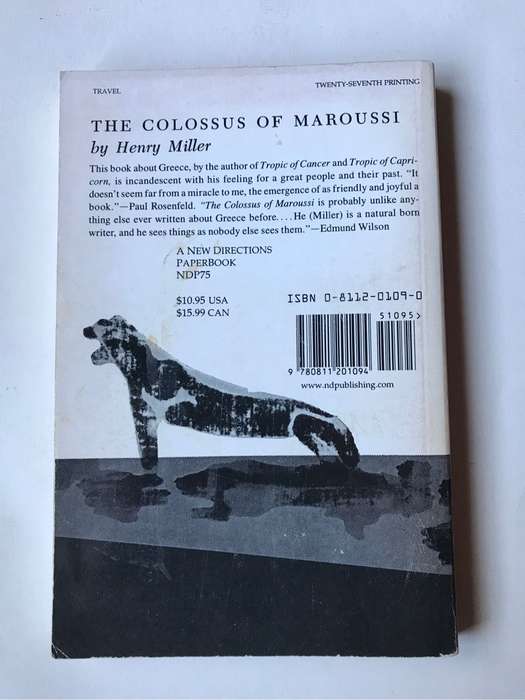 TRAVEL
TWENTY-SEVENTH PRINTING
THE COLOSSUS OF MAROUSSI
by Henry Miller
This book about Greece, by the author of Tropic of Cancer and Tropic of Capri-
corn, is incandescent with his feeling for a great people and their past. "It
doesn't seem far from a miracle to me, the emergence of as friendly and joyful a
book."—Paul Rosenfeld. "The Colossus of Maroussi is probably unlike any-
thing else ever written about Greece before....He (Miller) is a natural born
writer, and he sees things as nobody else sees them."—Edmund Wilson
A NEW DIRECTIONS
PAPERBOOK
NDP75
$10.95 USA
$15.99 CAN
ISBN 0-8112-0109-0
51095>
9 780811 201094
www.ndpublishing.com